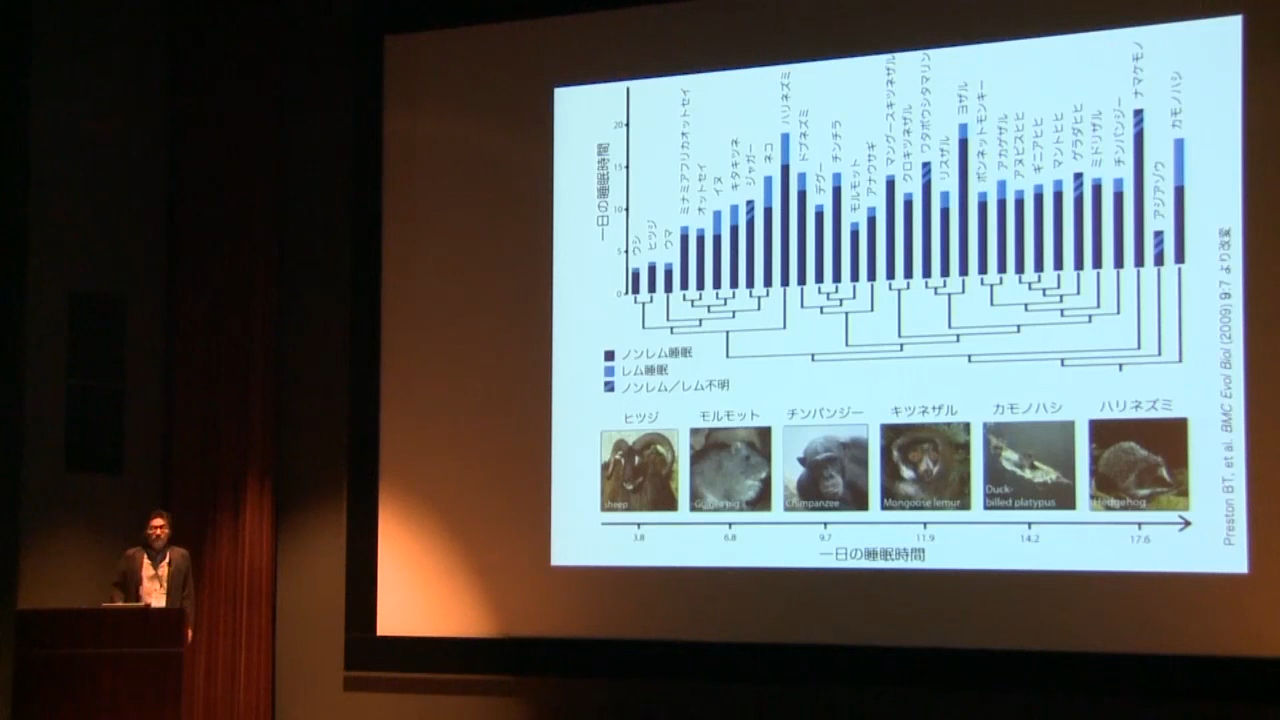 一日の睡眠時間
20
15
10
5
0
ウシ
ヒツジ
ウマ
ミナミアフリカオットセイ
オットセイ
イヌ
キタキツネ
ジャガー
ネコ
ハリネズミ
ドブネズミ
デグー
チンチラ
モルモット
アナウサギ
マングースキツネザル
クロキツネザル
ワタボウシタマリン
リスザル
ヨザル
ボンネットモンキー
アカゲザル
アヌビスヒヒ
ギニアヒヒ
マントヒヒ
ゲラダヒヒ
ミドリザル
チンパンジー
ナマケモノ
アジアゾウ
カモノハシ
ノンレム睡眠
レム睡眠
ノンレム／レム不明
ヒツジ モルモット チンパンジー キツネザル カモノハシ ハリネズミ
sheep Guinea pig Chimpanzee Mongoose lemur Duck-
billed platypus Hedgehog
3.8 6.8 9.7 11.9 14.2 17.6
一日の睡眠時間
Preston BT, et al. BMC Evol Biol (2009) 9:7 より改変